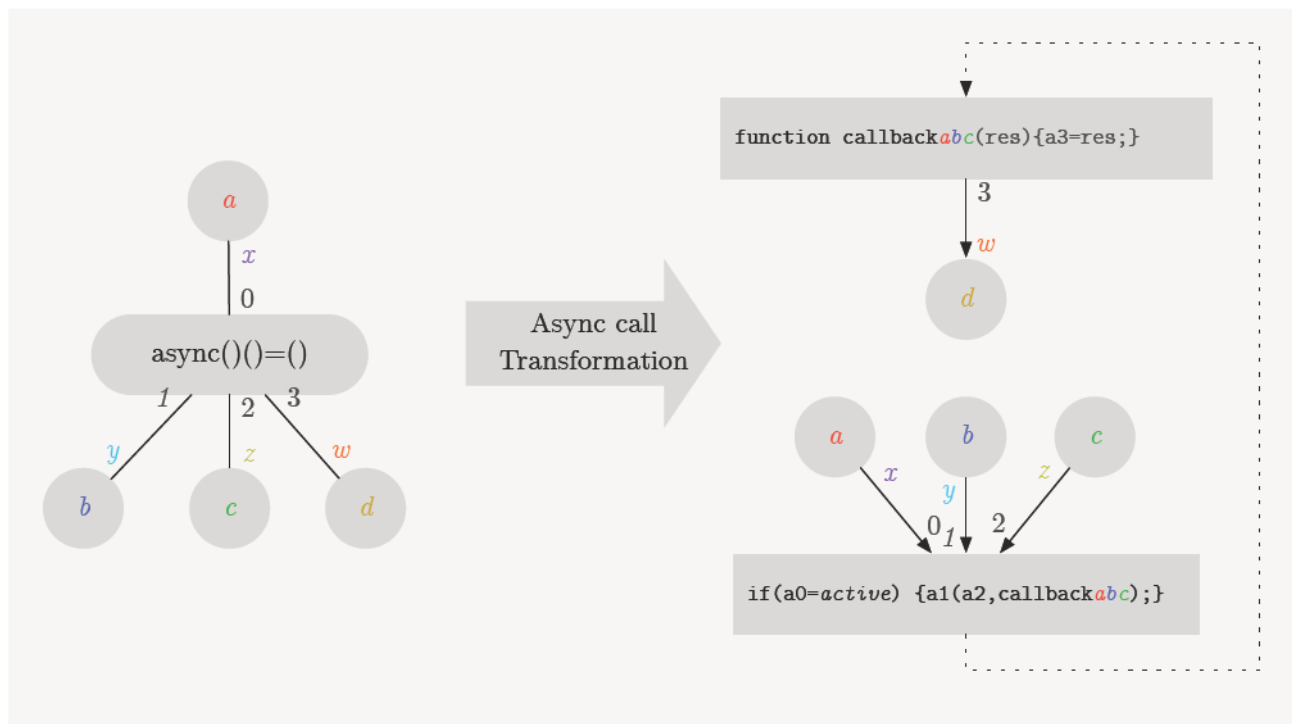 a
x
0
async()()=()
1
2
3
y
z
w
b
c
d
Async call
Transformation
function callbackabc(res){a3=res;}
3
w
d
a
b
c
x
y
z
0
1
2
if(a0=active) {a1(a2,callbackabc);}